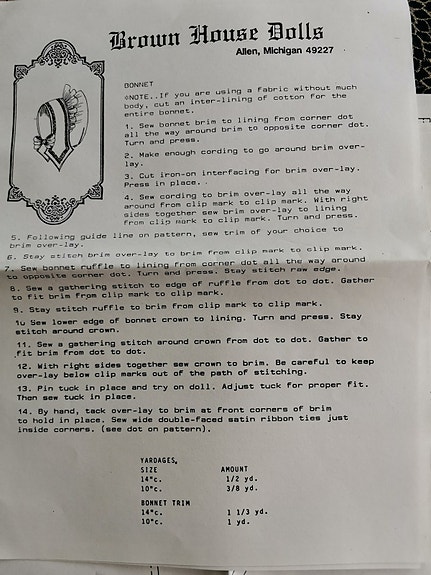 Brown House Dolls
Allen, Michigan 49227
BONNET
*NOTE..If you are using a fabric without much
body, cut an inter-lining of cotton for the
entire bonnet.
1. Sew bonnet brim to lining from corner dot
all the way around brim to opposite corner dot.
Turn and press.
2. Make enough cording to go around brim over-
lay.
3. Cut iron-on interfacing for brim over-lay.
Press in place..
4. Sew cording to brim over-lay all the way
around from clip mark to clip mark. With right
sides together sew brim over-lay to lining
from clip mark to clip mark. Turn and press.
5. Following guide line on pattern, sew trim of your choice to
brim over-lay.
6. Stay stitch brim over-lay to brim from clip mark to clip mark.
7. Sew bonnet ruffle to lining from corner dot all the way around
to opposite corner dot. Turn and press. Stay stitch raw edge.
8. Sew a gathering stitch to edge of ruffle from dot to dot. Gather
to fit brim from clip mark to clip mark.
9. Stay stitch ruffle to brim from clip mark to clip mark.
10 Sew lower edge of bonnet crown to lining. Turn and press. Stay
stitch around crown.
11. Sew a gathering stitch around crown from dot to dot. Gather to
fit brim from dot to dot.
12. With right sides together sew crown to brim. Be careful to keep
over-lay below clip marks out of the path of stitching.
13. Pin tuck in place and try on doll. Adjust tuck for proper fit.
Then sew tuck in place.
14. By hand, tack over-lay to brim at front corners of brim
to hold in place. Sew wide double-faced satin ribbon ties just
inside corners. (see dot on pattern).
YARDAGES,
SIZE AMOUNT
14"c. 1/2 yd.
10"c. 3/8 yd.
BONNET TRIM
14"c. 1 1/3 yd.
10"c. 1 yd.